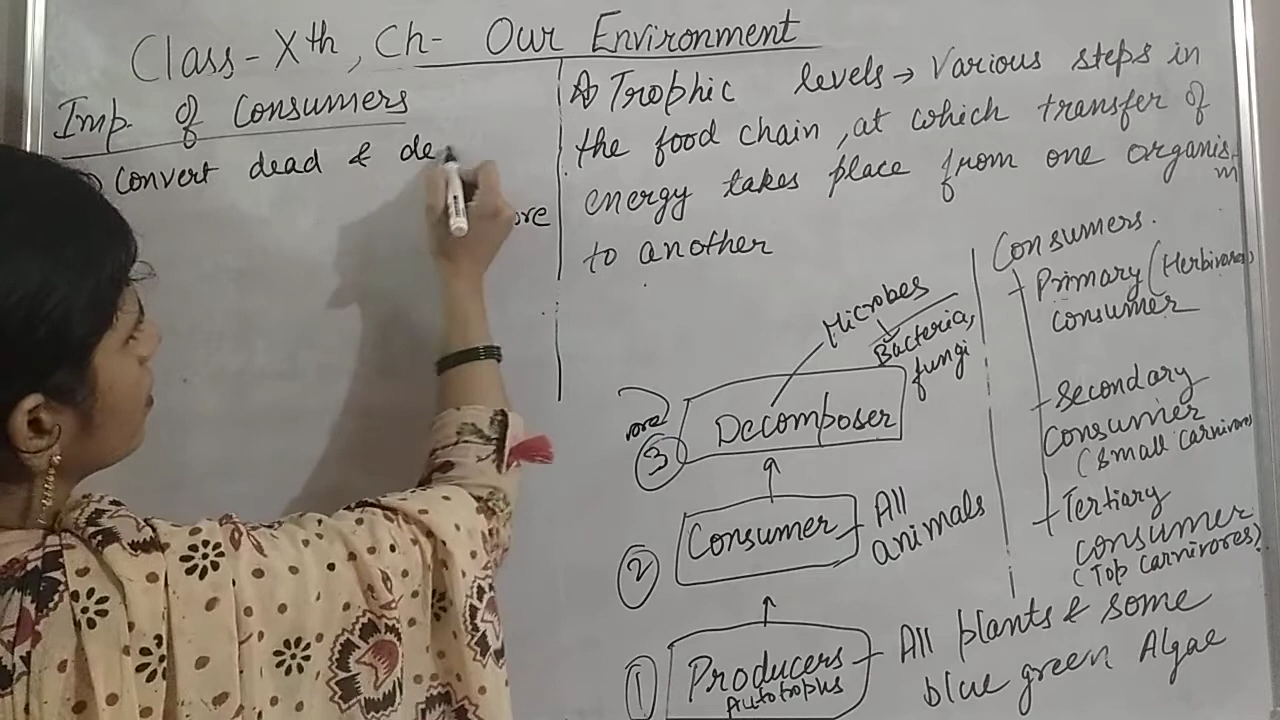 Class-Xth, Ch- Our Environment
Imp. of Consumers
Convert dead & de
ore
Trophic levels → Various steps in
the food chain, at which transfer of
energy takes place from one organis-
m
to another
Consumers.
Primary (Herbivores)
consumer
Secondary
Consumer
(Small Carnivores
Tertiary
consumer
(Top carnivores)
Microbes
Bacteria,
fungi
Decomposer
3
Consumer
All
animals
2
Producers
Autotrophs
1
All plants & some
blue green Algae